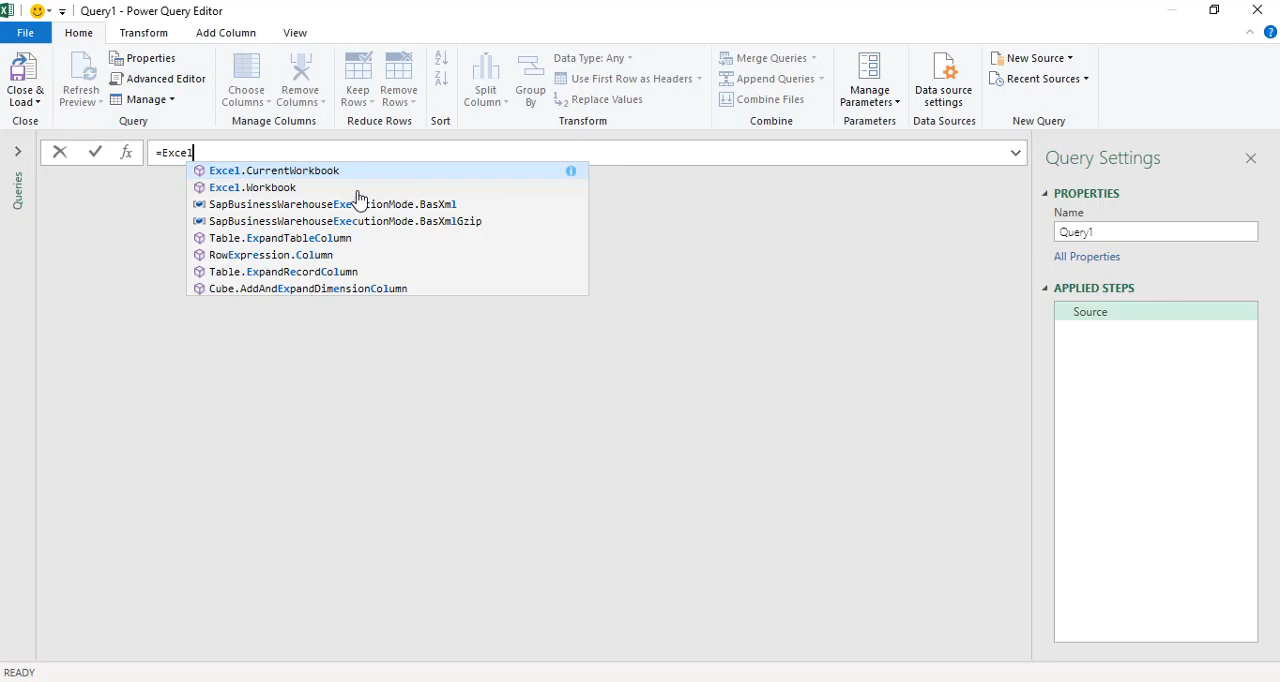 Query1 - Power Query Editor
File
Home
Transform
Add Column
View
Close & Load
Close
Refresh Preview
Properties
Advanced Editor
Manage
Query
Choose Columns
Remove Columns
Manage Columns
Keep Rows
Remove Rows
Reduce Rows
Sort
Split Column
Group By
Data Type: Any
Use First Row as Headers
Replace Values
Transform
Merge Queries
Append Queries
Combine Files
Combine
Manage Parameters
Parameters
Data source settings
Data Sources
New Source
Recent Sources
New Query
=Excel
Excel.CurrentWorkbook
Excel.Workbook
SapBusinessWarehouseExecutionMode.BasXml
SapBusinessWarehouseExecutionMode.BasXmlGzip
Table.ExpandTableColumn
RowExpression.Column
Table.ExpandRecordColumn
Cube.AddAndExpandDimensionColumn
Queries
Query Settings
PROPERTIES
Name
Query1
All Properties
APPLIED STEPS
Source
READY